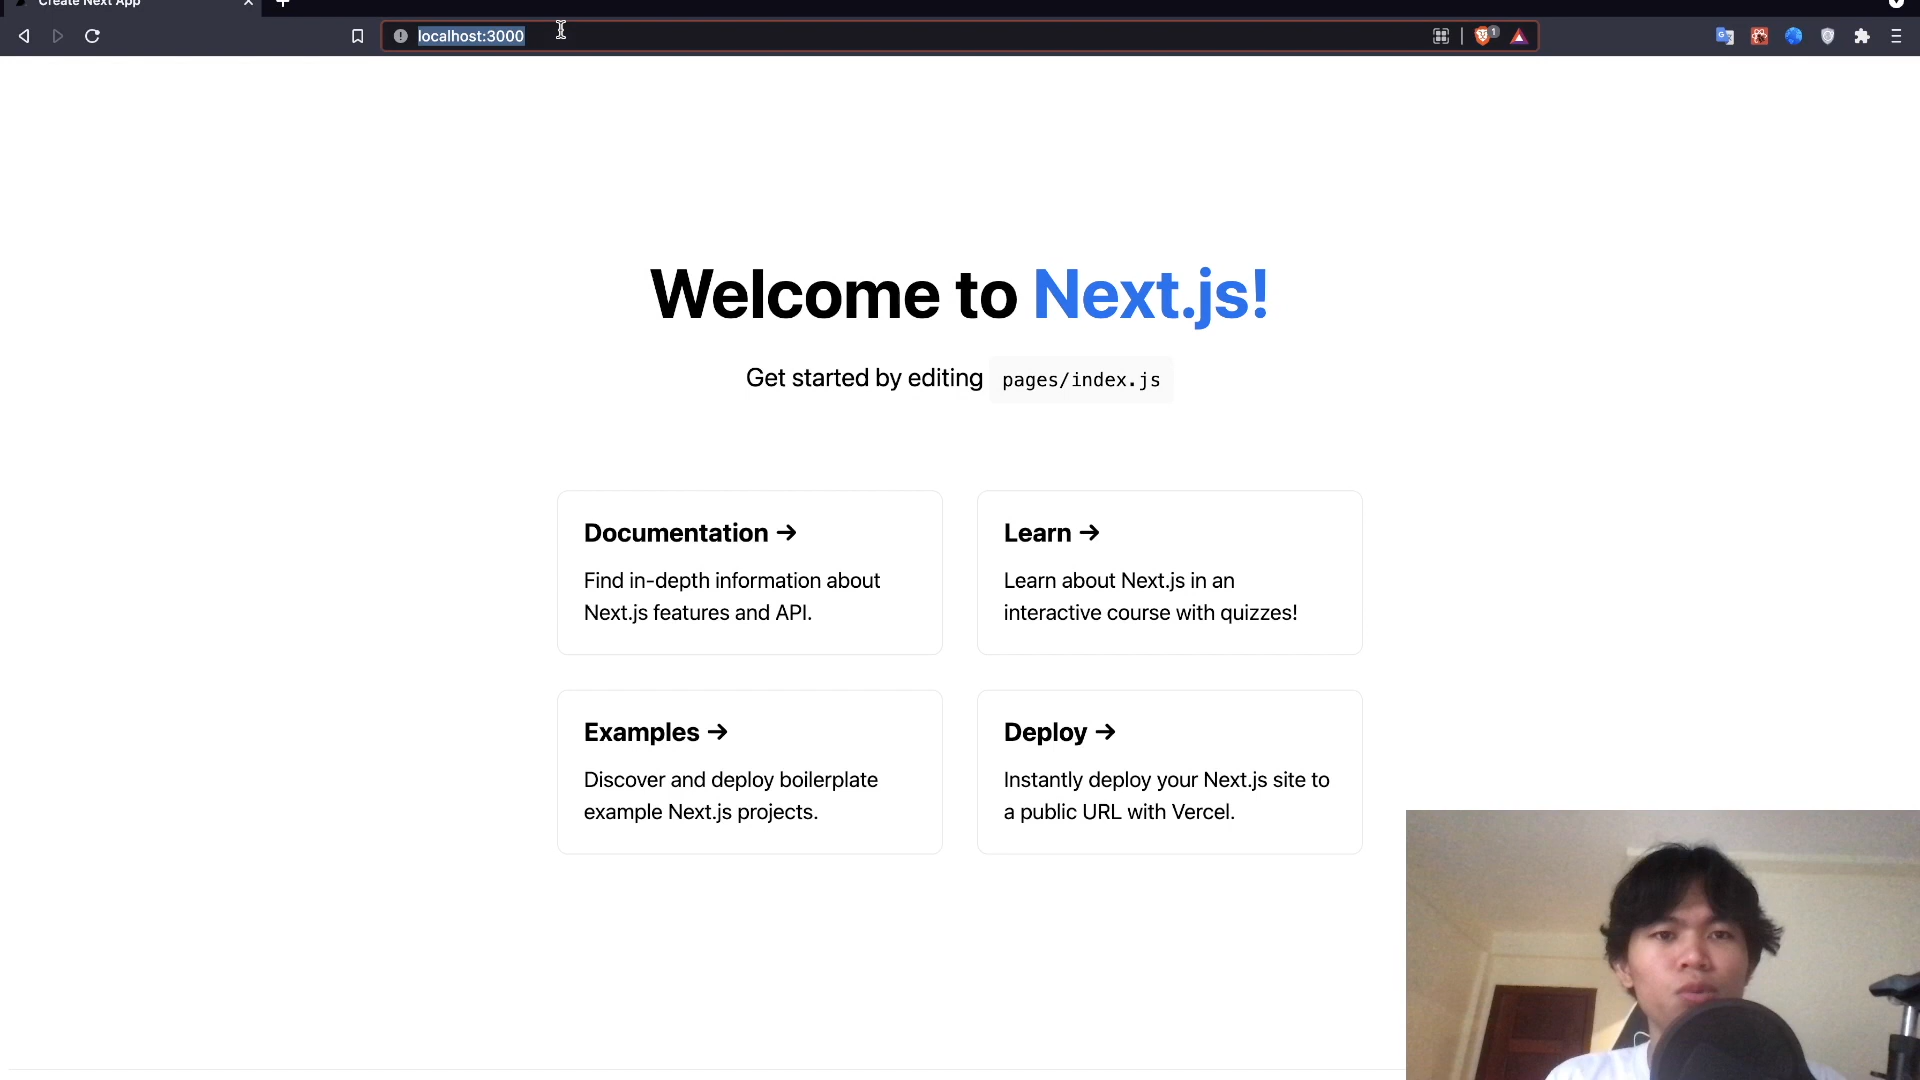 Create Next App
localhost:3000
1
Welcome to Next.js!
Get started by editing pages/index.js
Documentation →
Find in-depth information about
Next.js features and API.
Learn →
Learn about Next.js in an
interactive course with quizzes!
Examples →
Discover and deploy boilerplate
example Next.js projects.
Deploy →
Instantly deploy your Next.js site to
a public URL with Vercel.